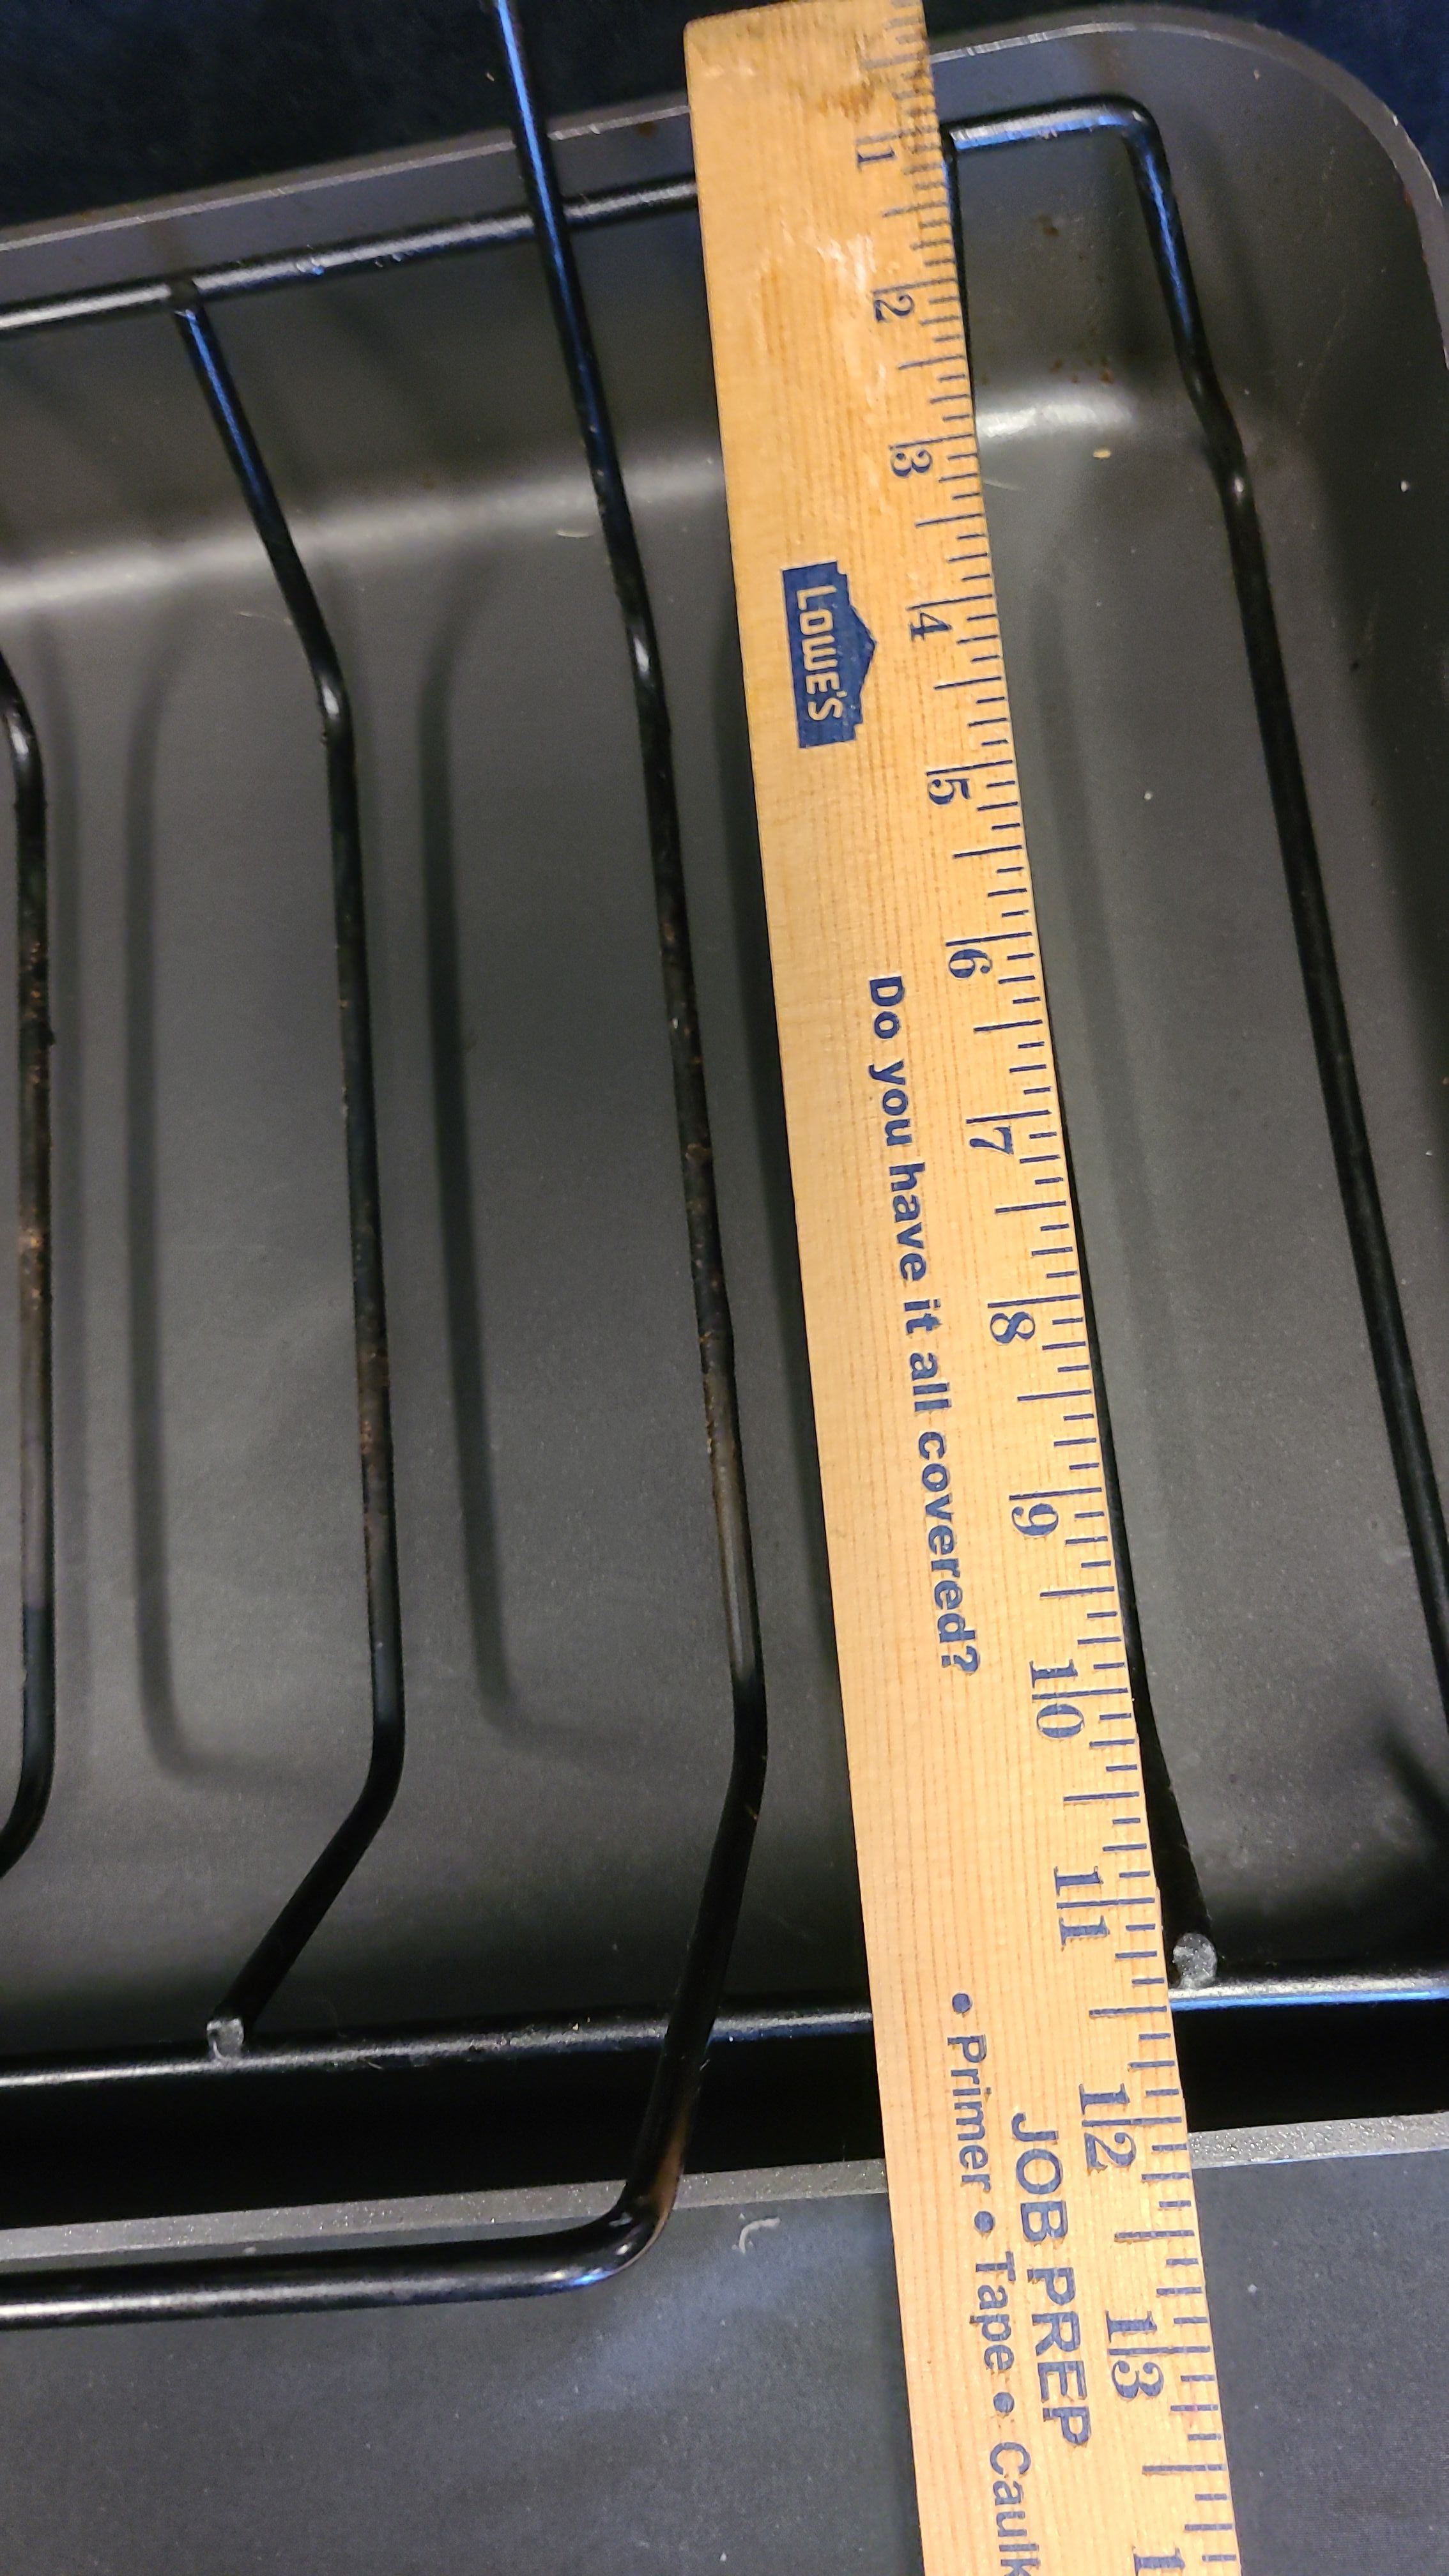 1 2 3 4 5 6 7 8 9 10 11 12 13
LOWE'S
Do you have it all covered?
JOB PREP
• Primer • Tape • Caulk